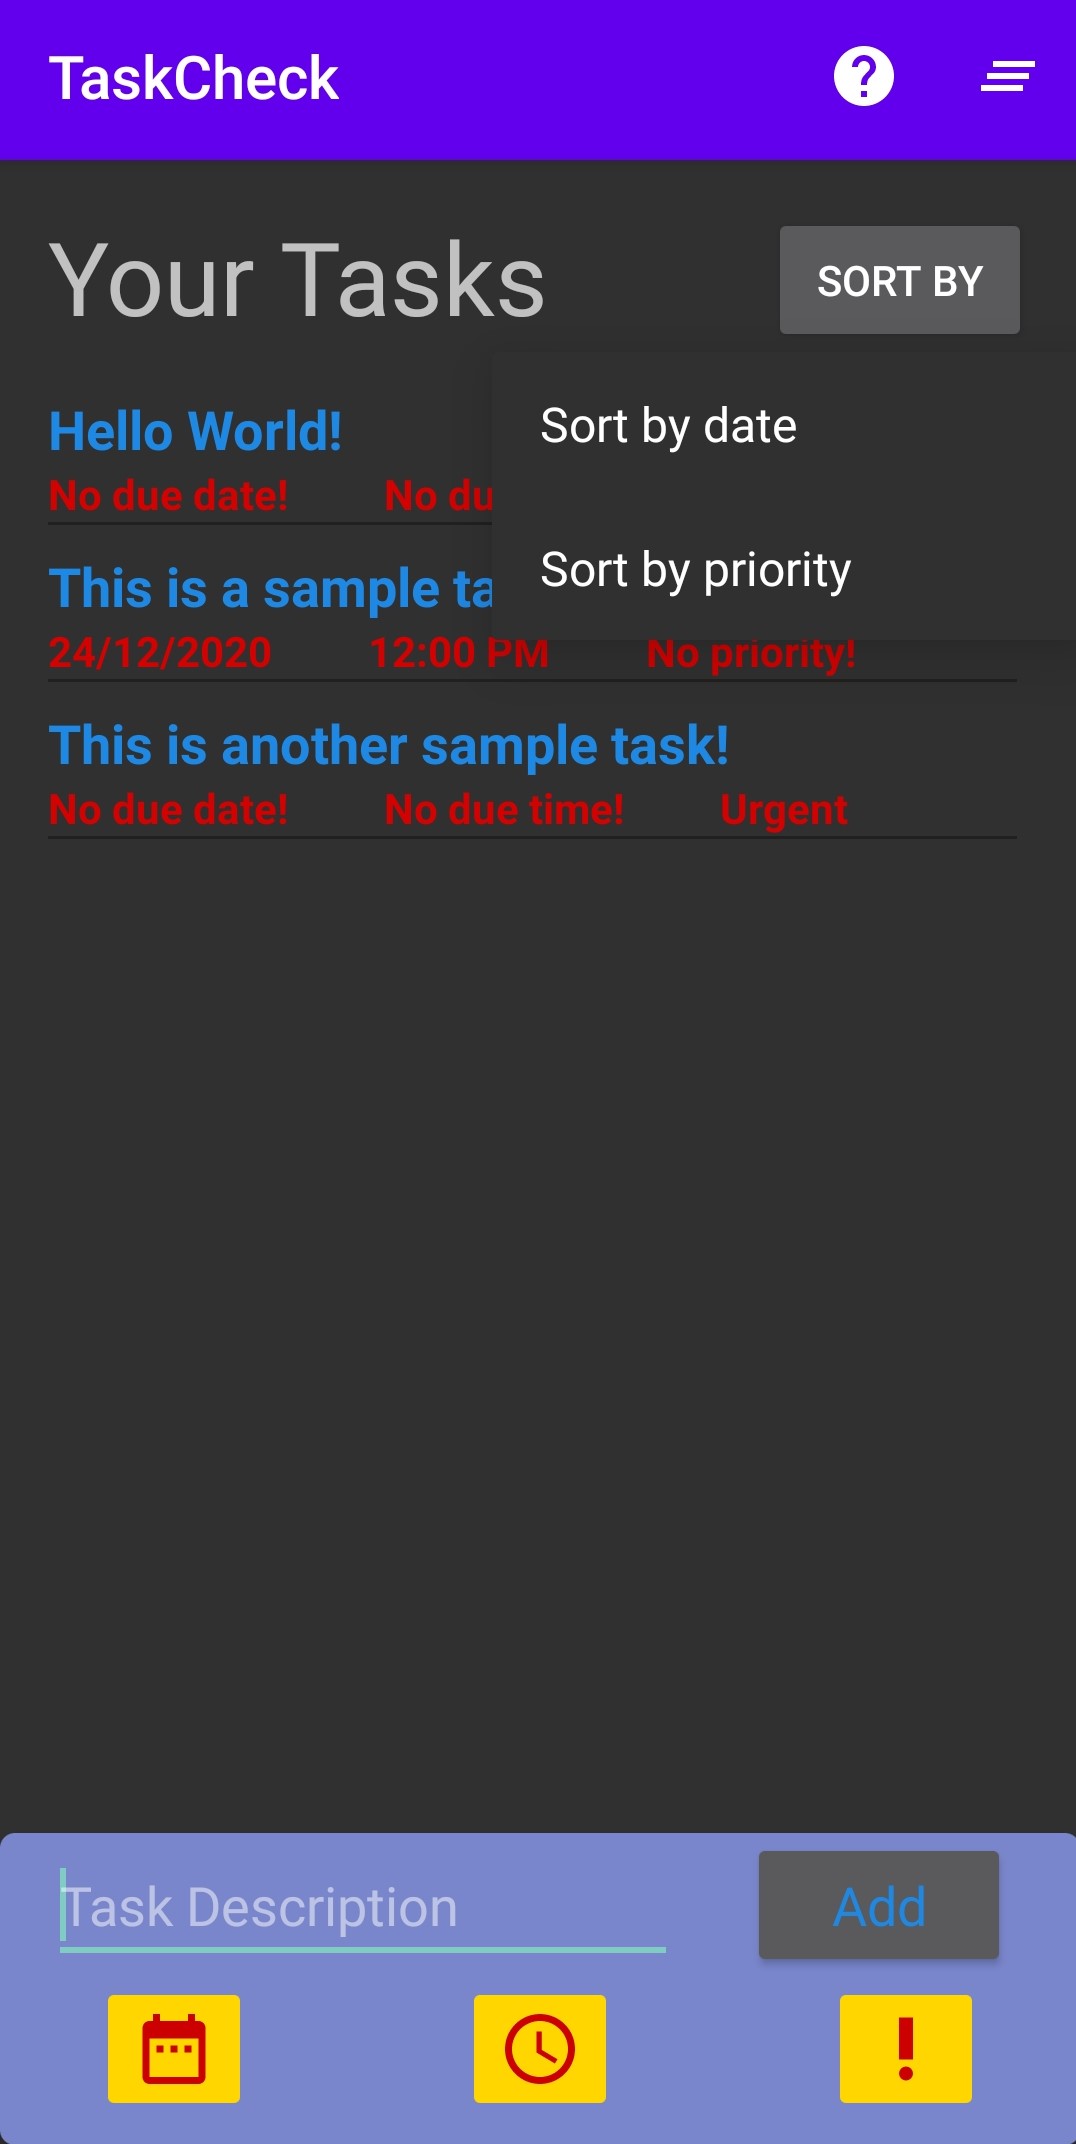 TaskCheck
Your Tasks
SORT BY
Sort by date
Sort by priority
Hello World!
No due date! No du
This is a sample ta
24/12/2020 12:00 PM No priority!
This is another sample task!
No due date! No due time! Urgent
Task Description
Add